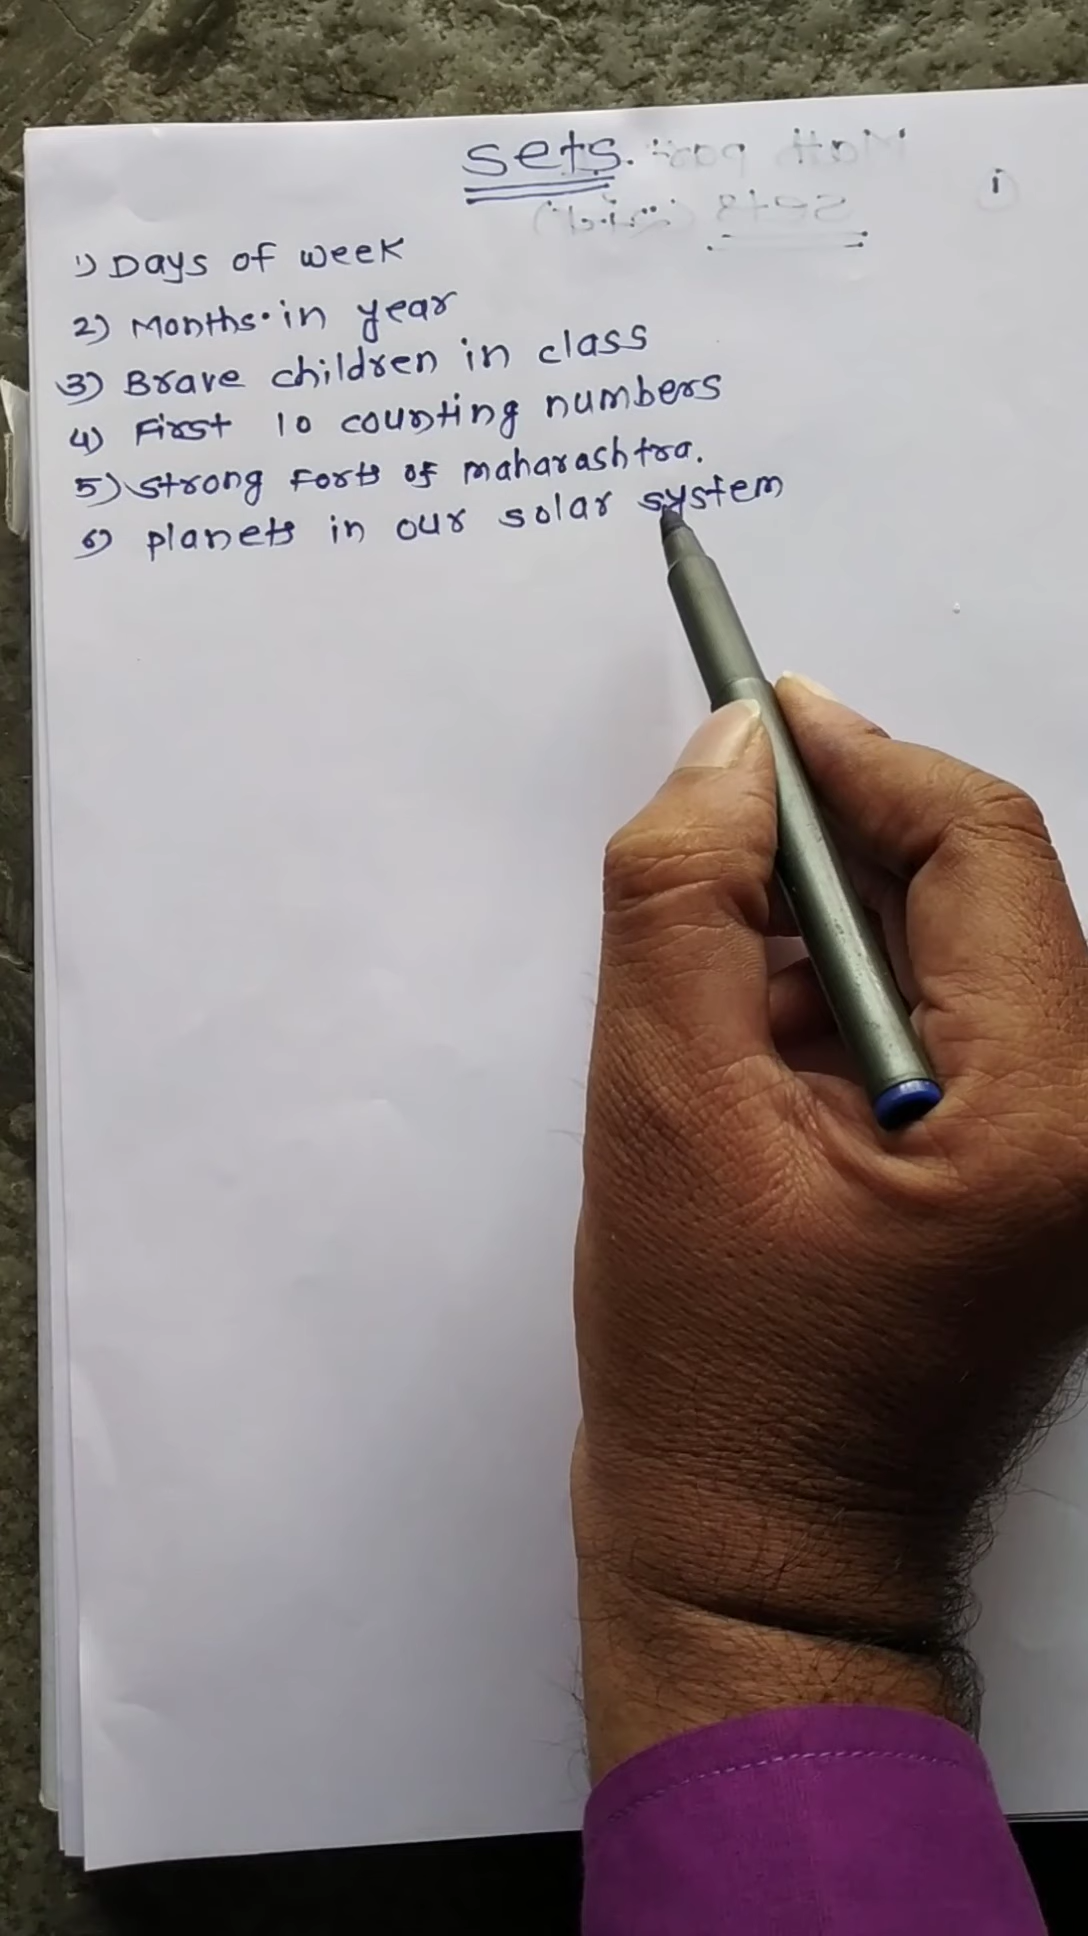 sets.
1) Days of week
2) Months in year
3) Brave children in class
4) First 10 counting numbers
5) strong Forts of maharashtra.
6) planets in our solar system